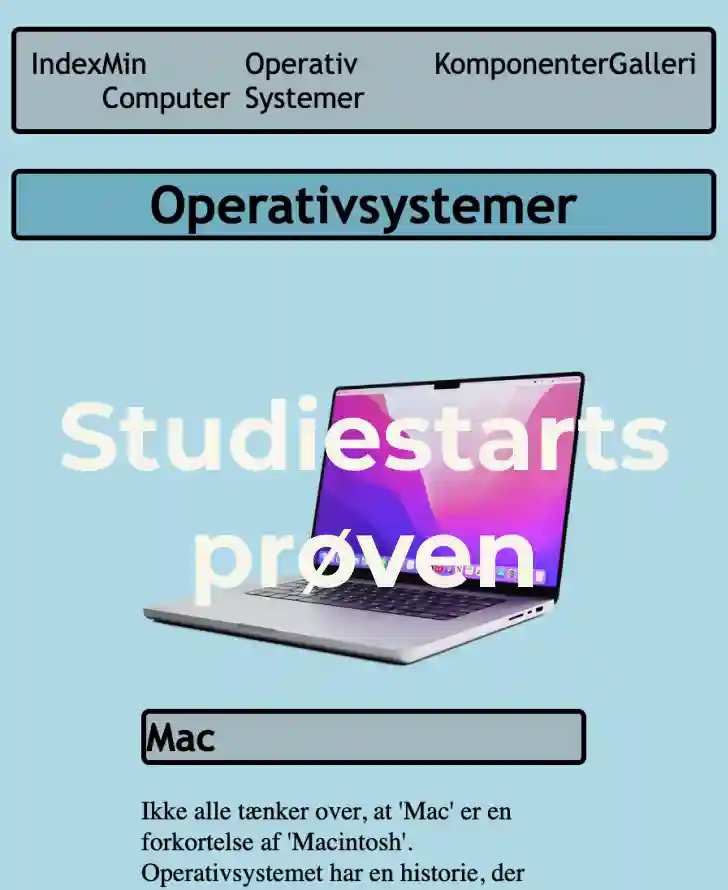 IndexMin Operativ KomponenterGalleri
Computer Systemer
Operativsystemer
Studiestarts
prøven
Mac
Ikke alle tænker over, at 'Mac' er en
forkortelse af 'Macintosh'.
Operativsystemet har en historie, der